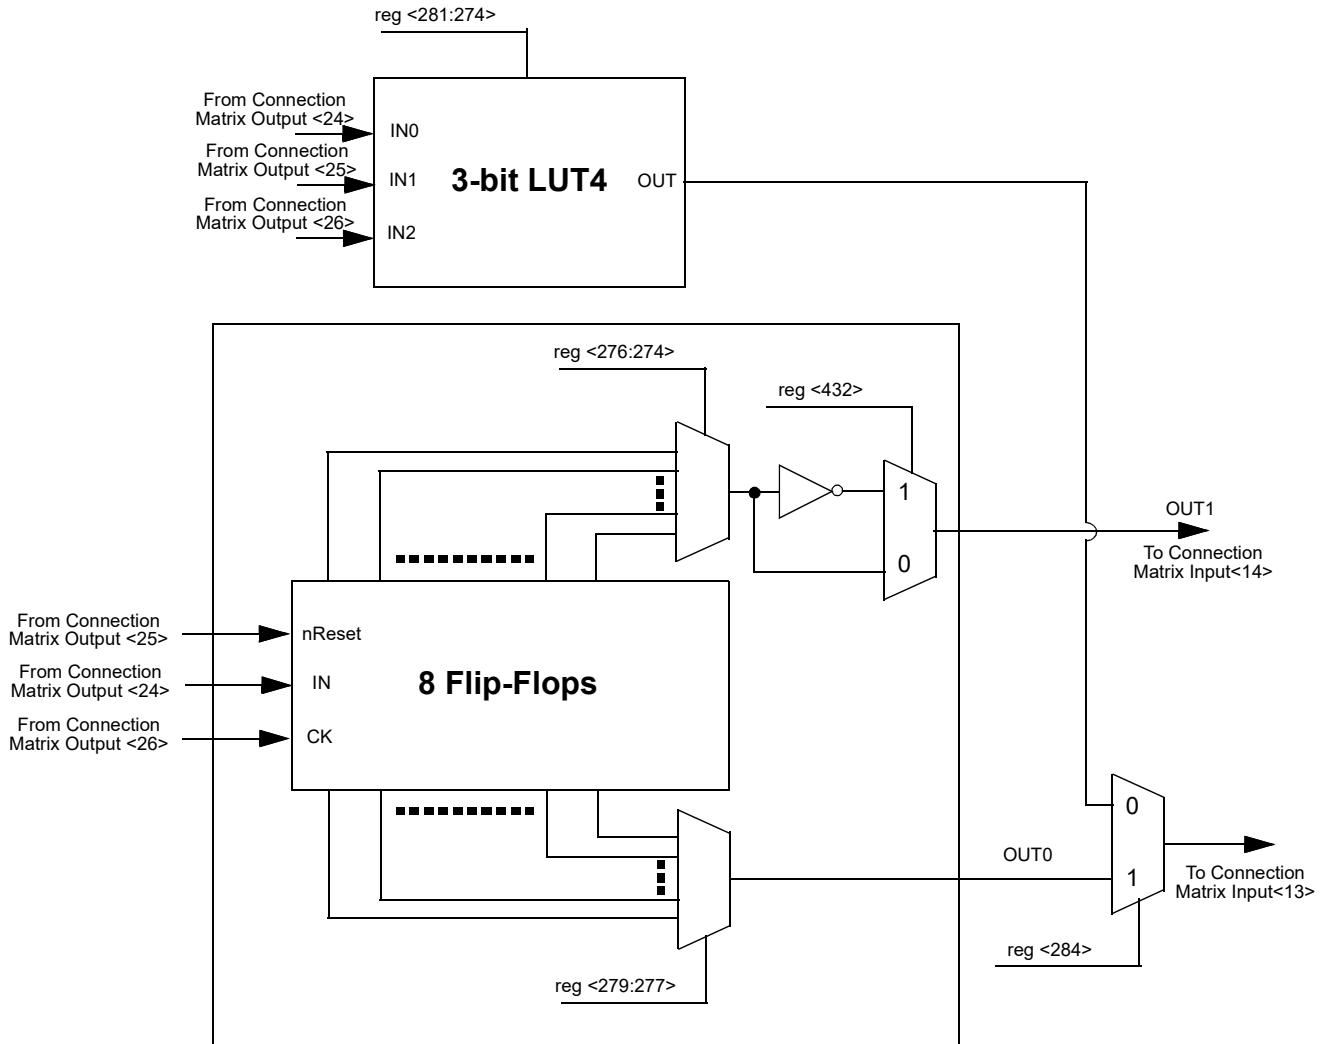 reg <281:274>
From Connection
Matrix Output <24>
IN0
From Connection
Matrix Output <25>
IN1
3-bit LUT4
OUT
From Connection
Matrix Output <26>
IN2
reg <276:274>
reg <432>
1
0
OUT1
To Connection
Matrix Input<14>
From Connection
Matrix Output <25>
nReset
From Connection
Matrix Output <24>
IN
8 Flip-Flops
From Connection
Matrix Output <26>
CK
0
OUT0
1
To Connection
Matrix Input<13>
reg <284>
reg <279:277>